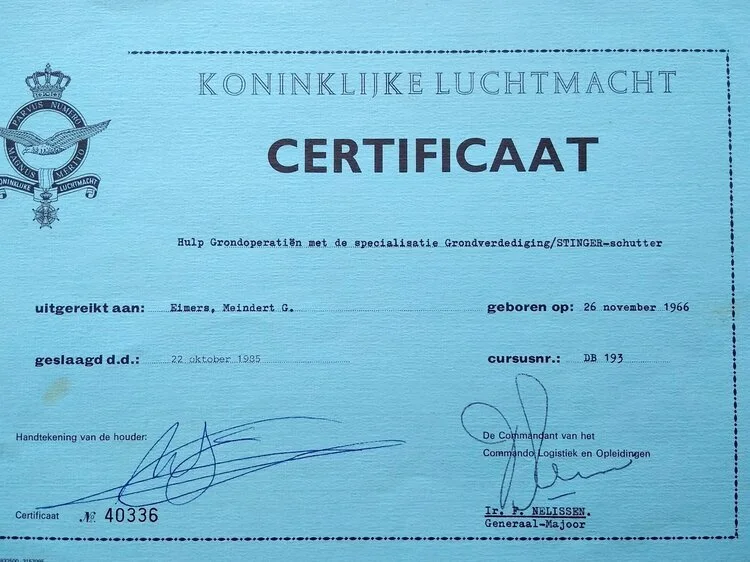 KONINKLIJKE LUCHTMACHT
CERTIFICAAT
PARVUS NUMERO
MAGNUS MERITO
KONINKLIJKE LUCHTMACHT
Hulp Grondoperatiën met de specialisatie Grondverdediging/STINGER-schutter
uitgereikt aan: Eimers, Meindert G. geboren op: 26 november 1966
geslaagd d.d.: 22 oktober 1985 cursusnr.: DB 193
Handtekening van de houder: De Commandant van het
Commando Logistiek en Opleidingen
Certificaat № 40336 Ir. F. NELISSEN.
Generaal-Majoor